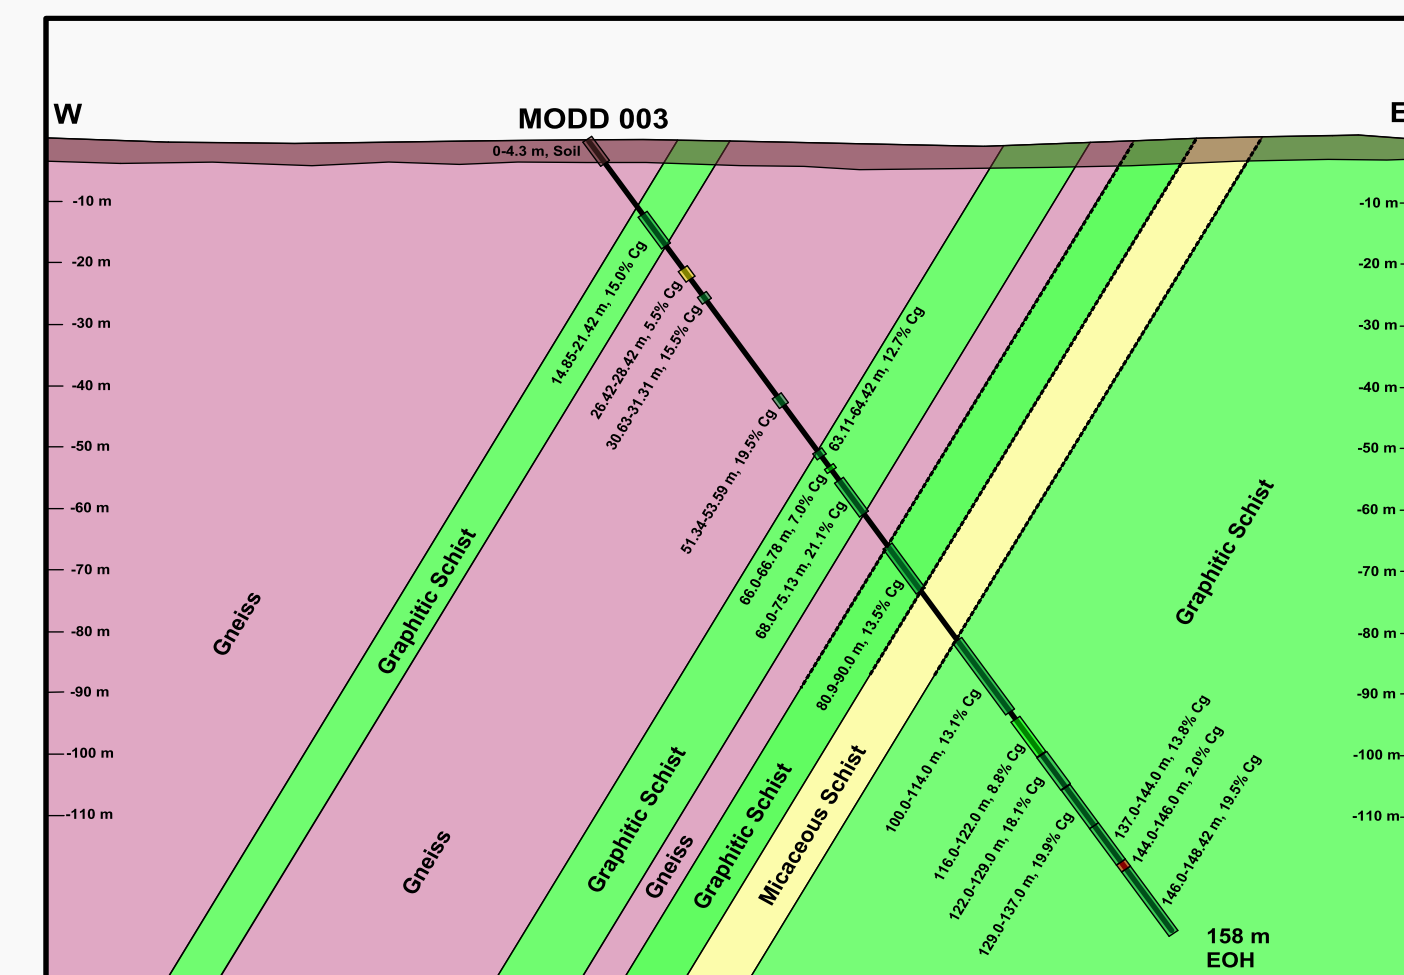 W
E
MODD 003
0-4.3 m, Soil
-10 m
-20 m
-30 m
-40 m
-50 m
-60 m
-70 m
-80 m
-90 m
-100 m
-110 m
14.85-21.42 m, 15.0% Cg
26.42-28.42 m, 5.5% Cg
30.63-31.31 m, 15.5% Cg
51.34-53.59 m, 19.5% Cg
63.11-64.42 m, 12.7% Cg
66.0-66.78 m, 7.0% Cg
68.0-75.13 m, 21.1% Cg
80.9-90.0 m, 13.5% Cg
100.0-114.0 m, 13.1% Cg
116.0-122.0 m, 8.8% Cg
122.0-129.0 m, 18.1% Cg
129.0-137.0 m, 19.9% Cg
137.0-144.0 m, 13.8% Cg
144.0-146.0 m, 2.0% Cg
146.0-148.42 m, 19.5% Cg
Gneiss
Graphitic Schist
Gneiss
Graphitic Schist
Gneiss
Graphitic Schist
Micaceous Schist
Graphitic Schist
158 m
EOH
-10 m
-20 m
-30 m
-40 m
-50 m
-60 m
-70 m
-80 m
-90 m
-100 m
-110 m